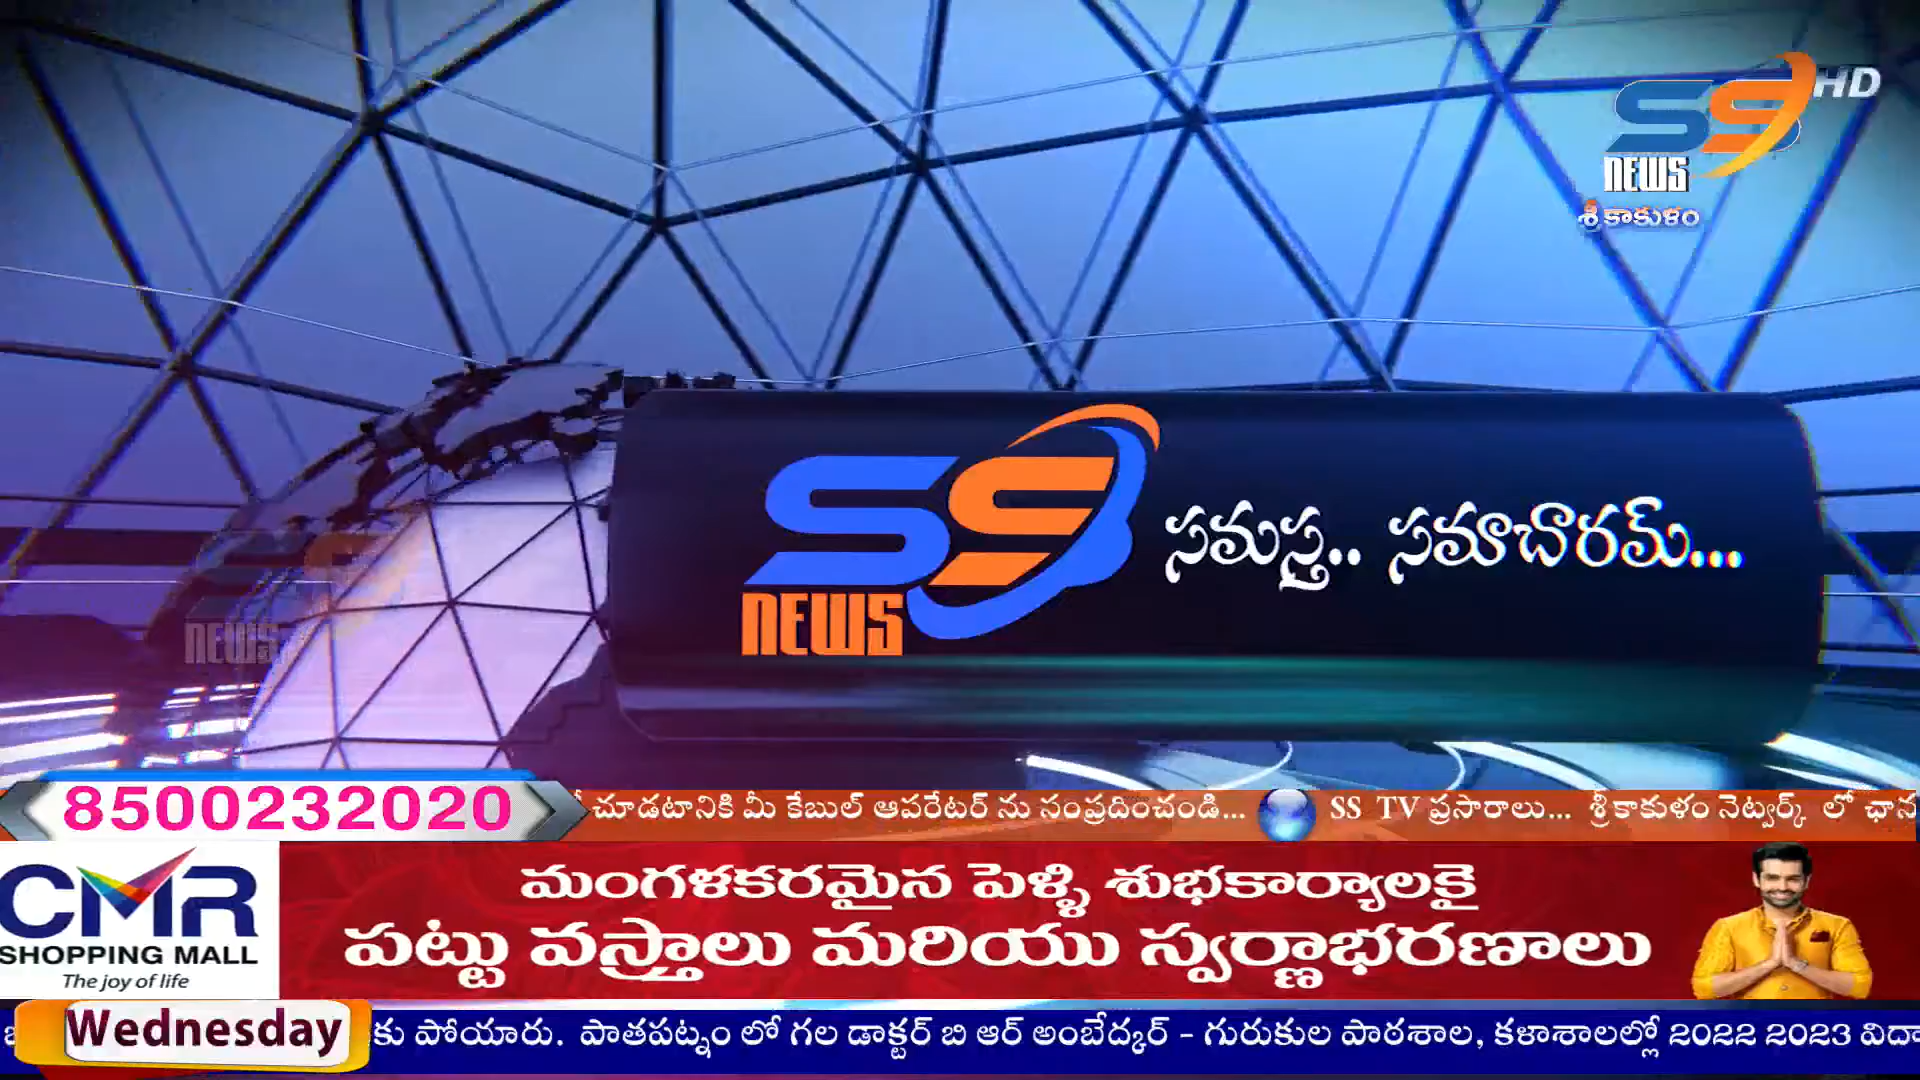 SS HD
NEWS
శ్రీకాకుళం
SS
NEWS
సమస్త.. సమాచారమ్...
NEWS
8500232020
చూడటానికి మీ కేబుల్ ఆపరేటర్ ను సంప్రదించండి... SS TV ప్రసారాలు... శ్రీకాకుళం నెట్వర్క్ లో ఛాన
CMR
SHOPPING MALL
The joy of life
మంగళకరమైన పెళ్ళి శుభకార్యాలకై
పట్టు వస్త్రాలు మరియు స్వర్ణాభరణాలు
Wednesday
కు పోయారు. పాతపట్నం లో గల డాక్టర్ బి ఆర్ అంబేద్కర్ - గురుకుల పాఠశాల, కళాశాలల్లో 2022 2023 విదా